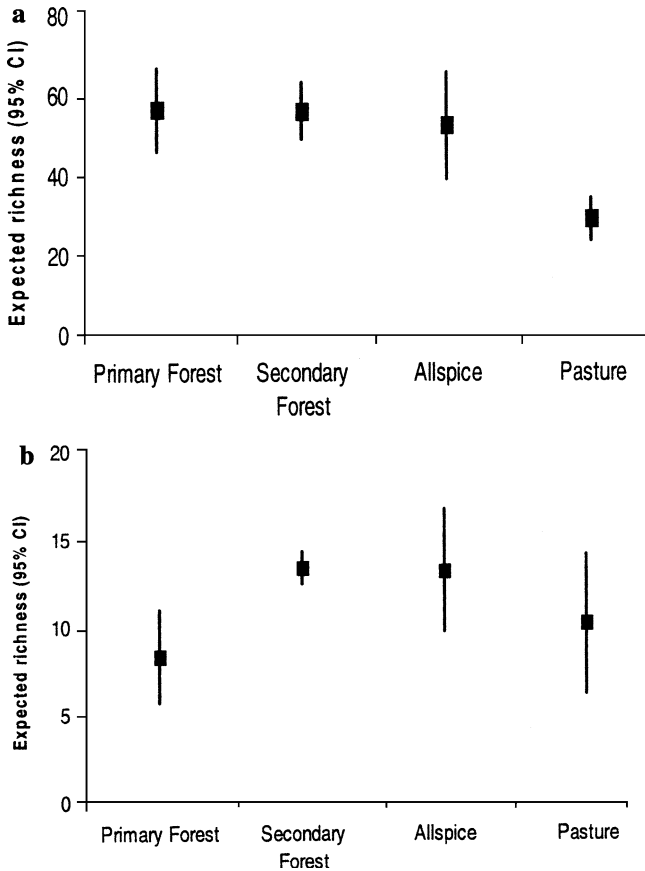 a
Expected richness (95% CI)
80
60
40
20
0
Primary Forest
Secondary
Forest
Allspice
Pasture
b
Expected richness (95% CI)
20
15
10
5
0
Primary Forest
Secondary
Forest
Allspice
Pasture